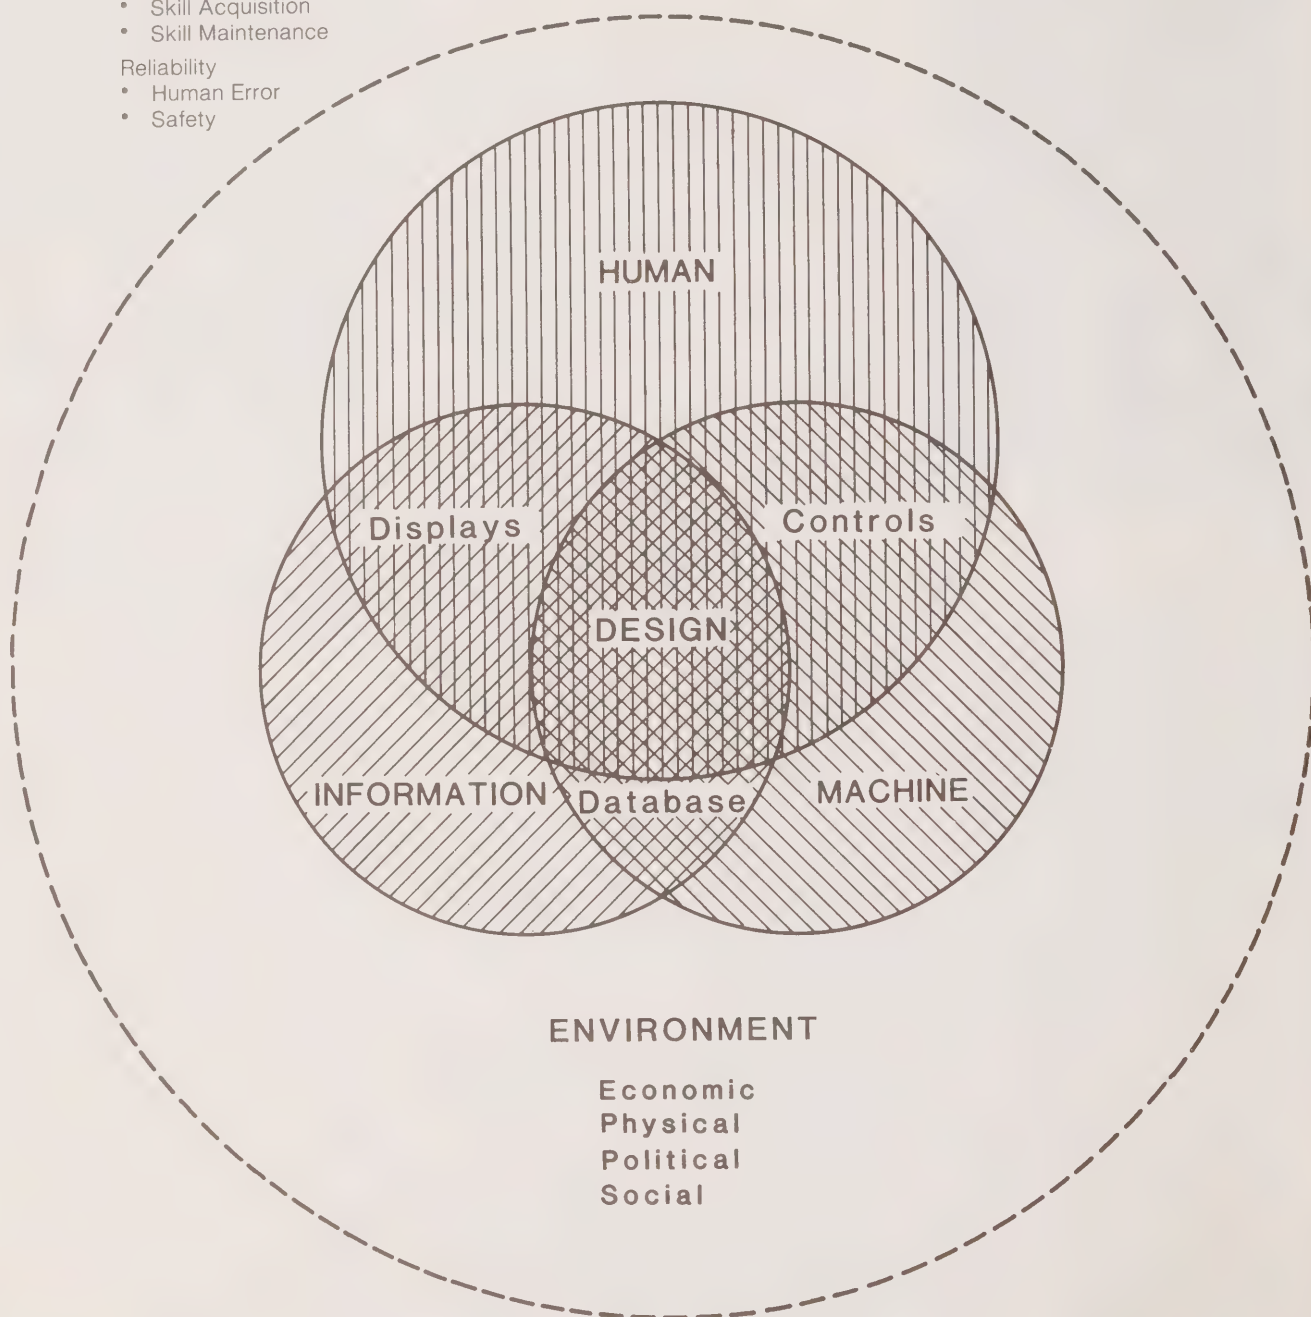 • Skill Acquisition
• Skill Maintenance
Reliability
• Human Error
• Safety
HUMAN
Displays
Controls
DESIGN
INFORMATION
Database
MACHINE
ENVIRONMENT
Economic
Physical
Political
Social